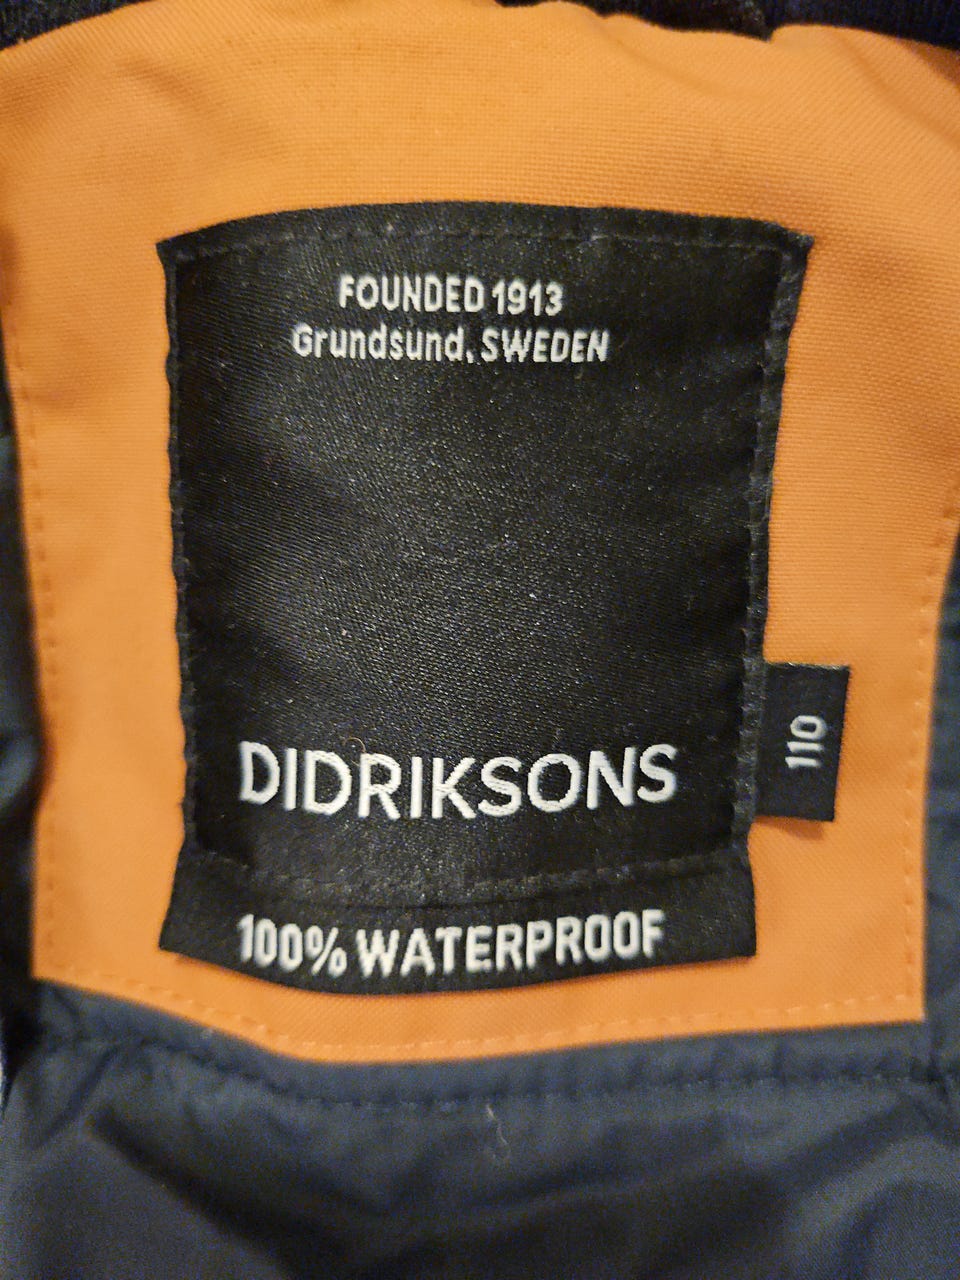 FOUNDED 1913
Grundsund, SWEDEN
DIDRIKSONS
110
100% WATERPROOF